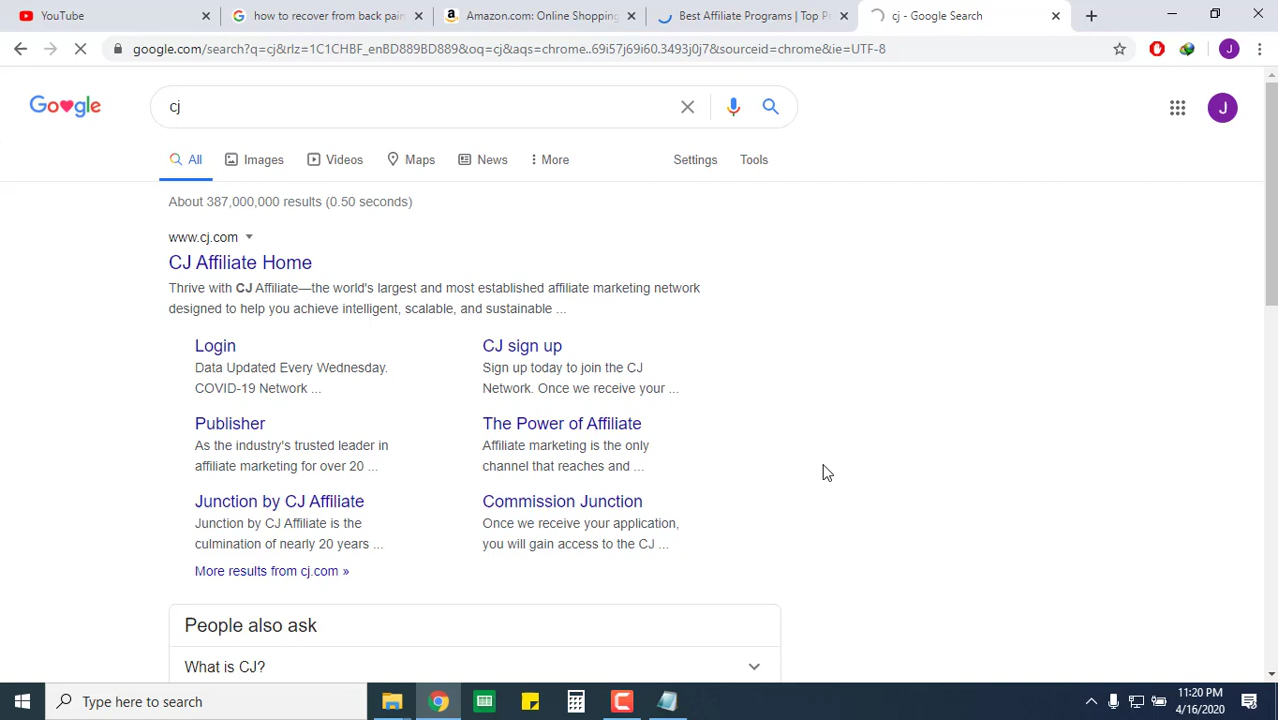 YouTube
how to recover from back pain
Amazon.com: Online Shopping
Best Affiliate Programs | Top P
cj - Google Search
google.com/search?q=cj&rlz=1C1CHBF_enBD889BD889&oq=cj&aqs=chrome..69i57j69i60.3493j0j7&sourceid=chrome&ie=UTF-8
J
Google
cj
J
All
Images
Videos
Maps
News
More
Settings
Tools
About 387,000,000 results (0.50 seconds)
www.cj.com
CJ Affiliate Home
Thrive with CJ Affiliate—the world's largest and most established affiliate marketing network
designed to help you achieve intelligent, scalable, and sustainable ...
Login
Data Updated Every Wednesday.
COVID-19 Network ...
CJ sign up
Sign up today to join the CJ
Network. Once we receive your ...
Publisher
As the industry's trusted leader in
affiliate marketing for over 20 ...
The Power of Affiliate
Affiliate marketing is the only
channel that reaches and ...
Junction by CJ Affiliate
Junction by CJ Affiliate is the
culmination of nearly 20 years ...
Commission Junction
Once we receive your application,
you will gain access to the CJ ...
More results from cj.com »
People also ask
What is CJ?
Type here to search
11:20 PM
4/16/2020